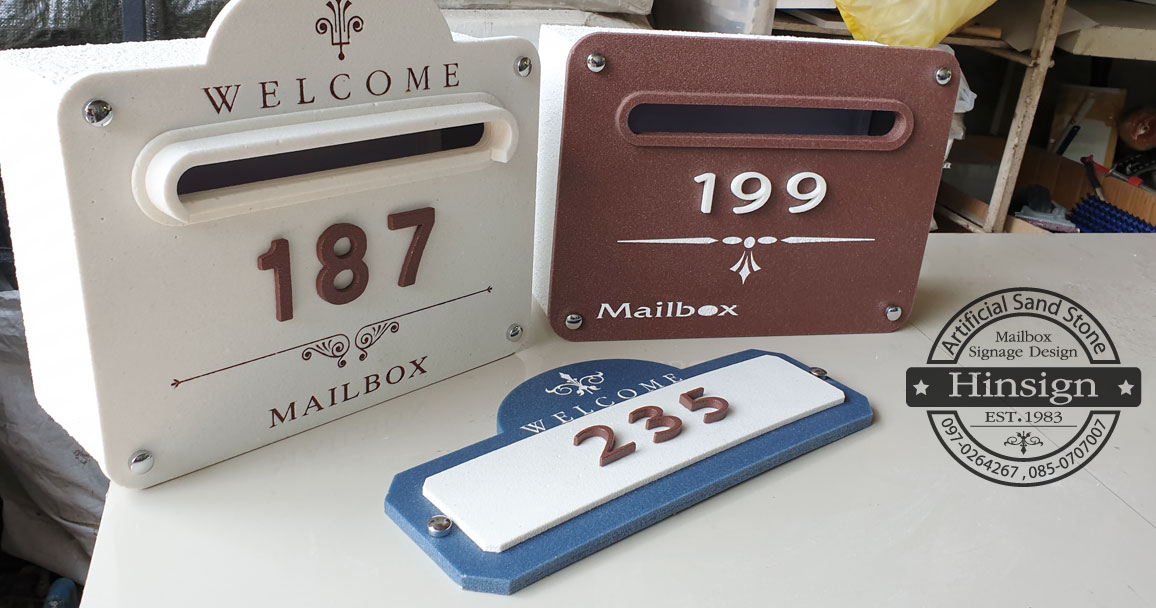 WELCOME
187
MAILBOX
199
Mailbox
WELCOME
235
Artificial Sand Stone
Mailbox
Signage Design
★ Hinsign ★
EST.1983
097-0264267 , 085-0707007